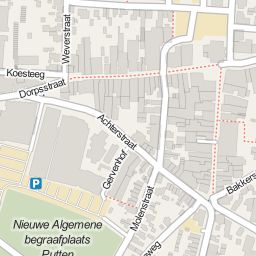 Weverstraat
Koesteeg
Dorpsstraat
Achterstraat
Gervenhof
Molenstraat
Bakkers
P
Nieuwe Algemene
begraafplaats
Putten